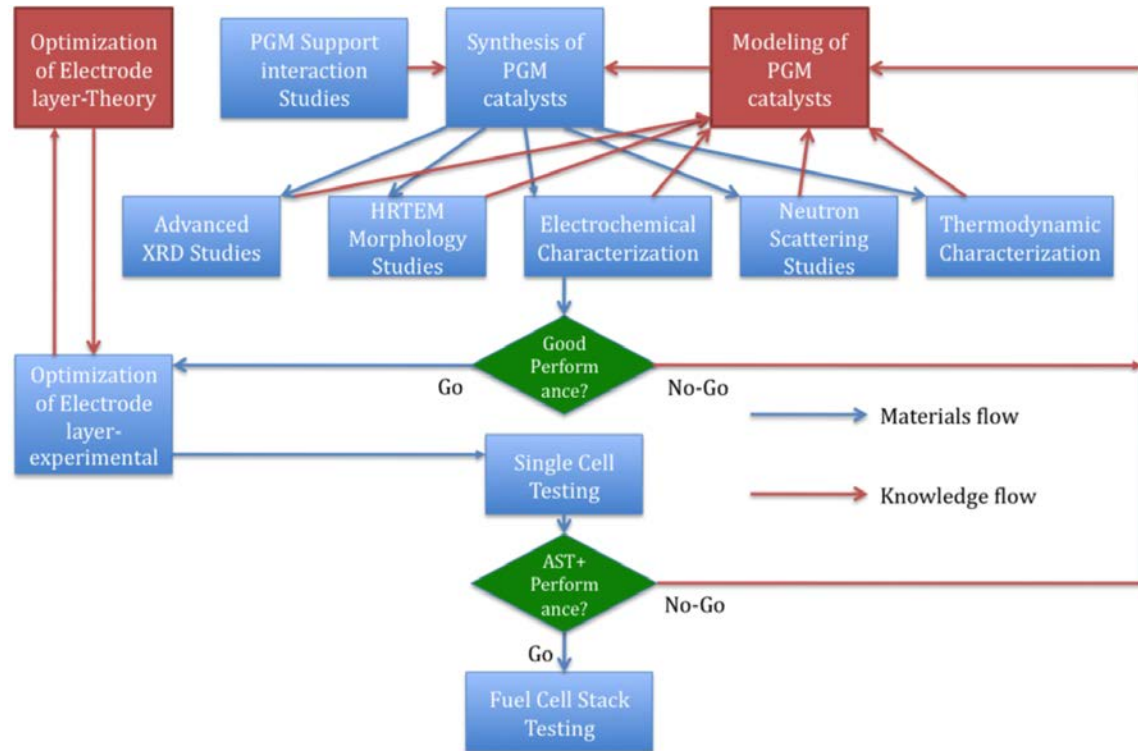 Optimization
of Electrode
layer-Theory
PGM Support
interaction
Studies
Synthesis of
PGM
catalysts
Modeling of
PGM
catalysts
Advanced
XRD Studies
HRTEM
Morphology
Studies
Electrochemical
Characterization
Neutron
Scattering
Studies
Thermodynamic
Characterization
Good
Perform
ance?
Go
No-Go
Optimization
of Electrode
layer-
experimental
Materials flow
Knowledge flow
Single Cell
Testing
AST+
Perform
ance?
No-Go
Go
Fuel Cell Stack
Testing